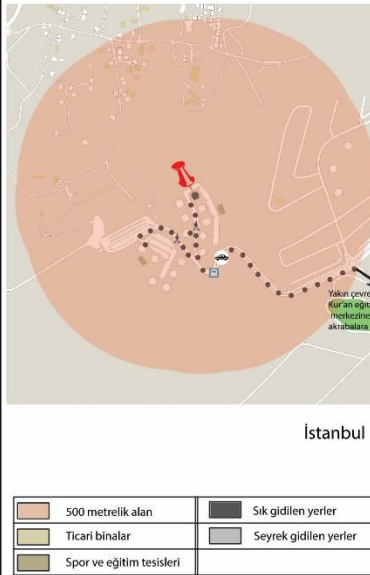 Yakın çevre
Kur'an eğit
merkezine
akrabalara
İstanbul
500 metrelik alan
Sık gidilen yerler
Ticari binalar
Seyrek gidilen yerler
Spor ve eğitim tesisleri